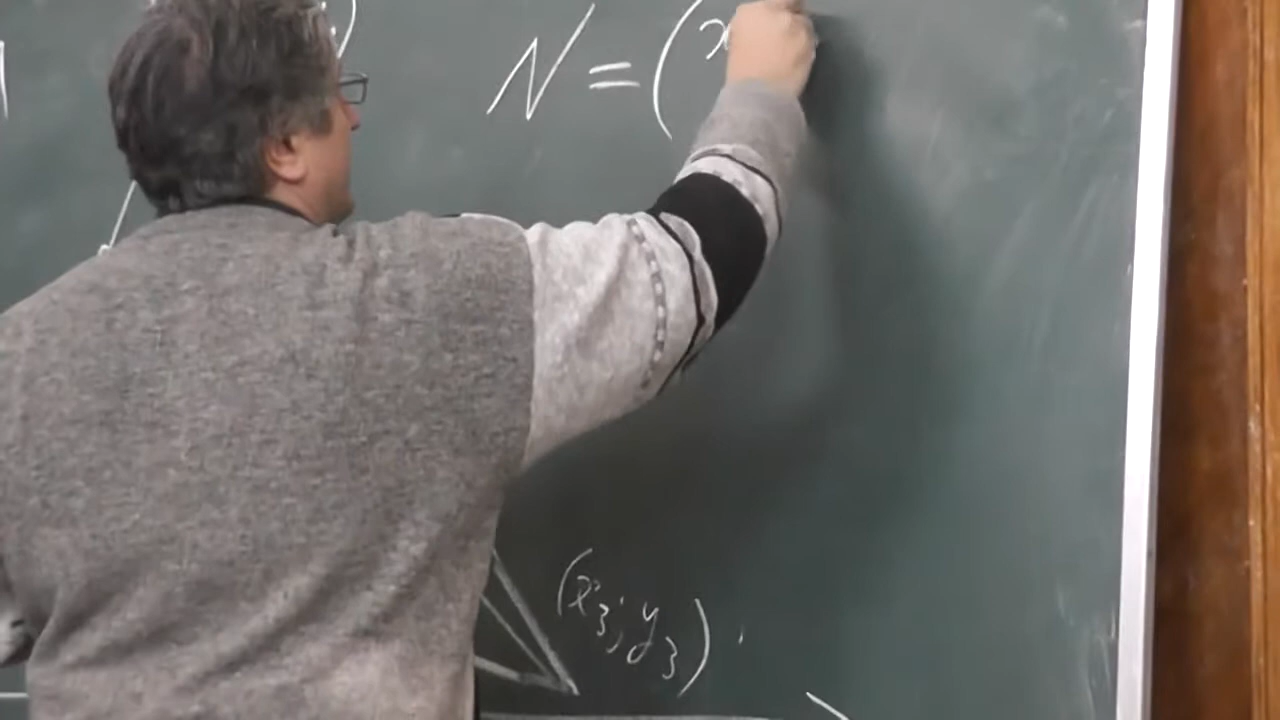 N = (x
(x₃; y₃)